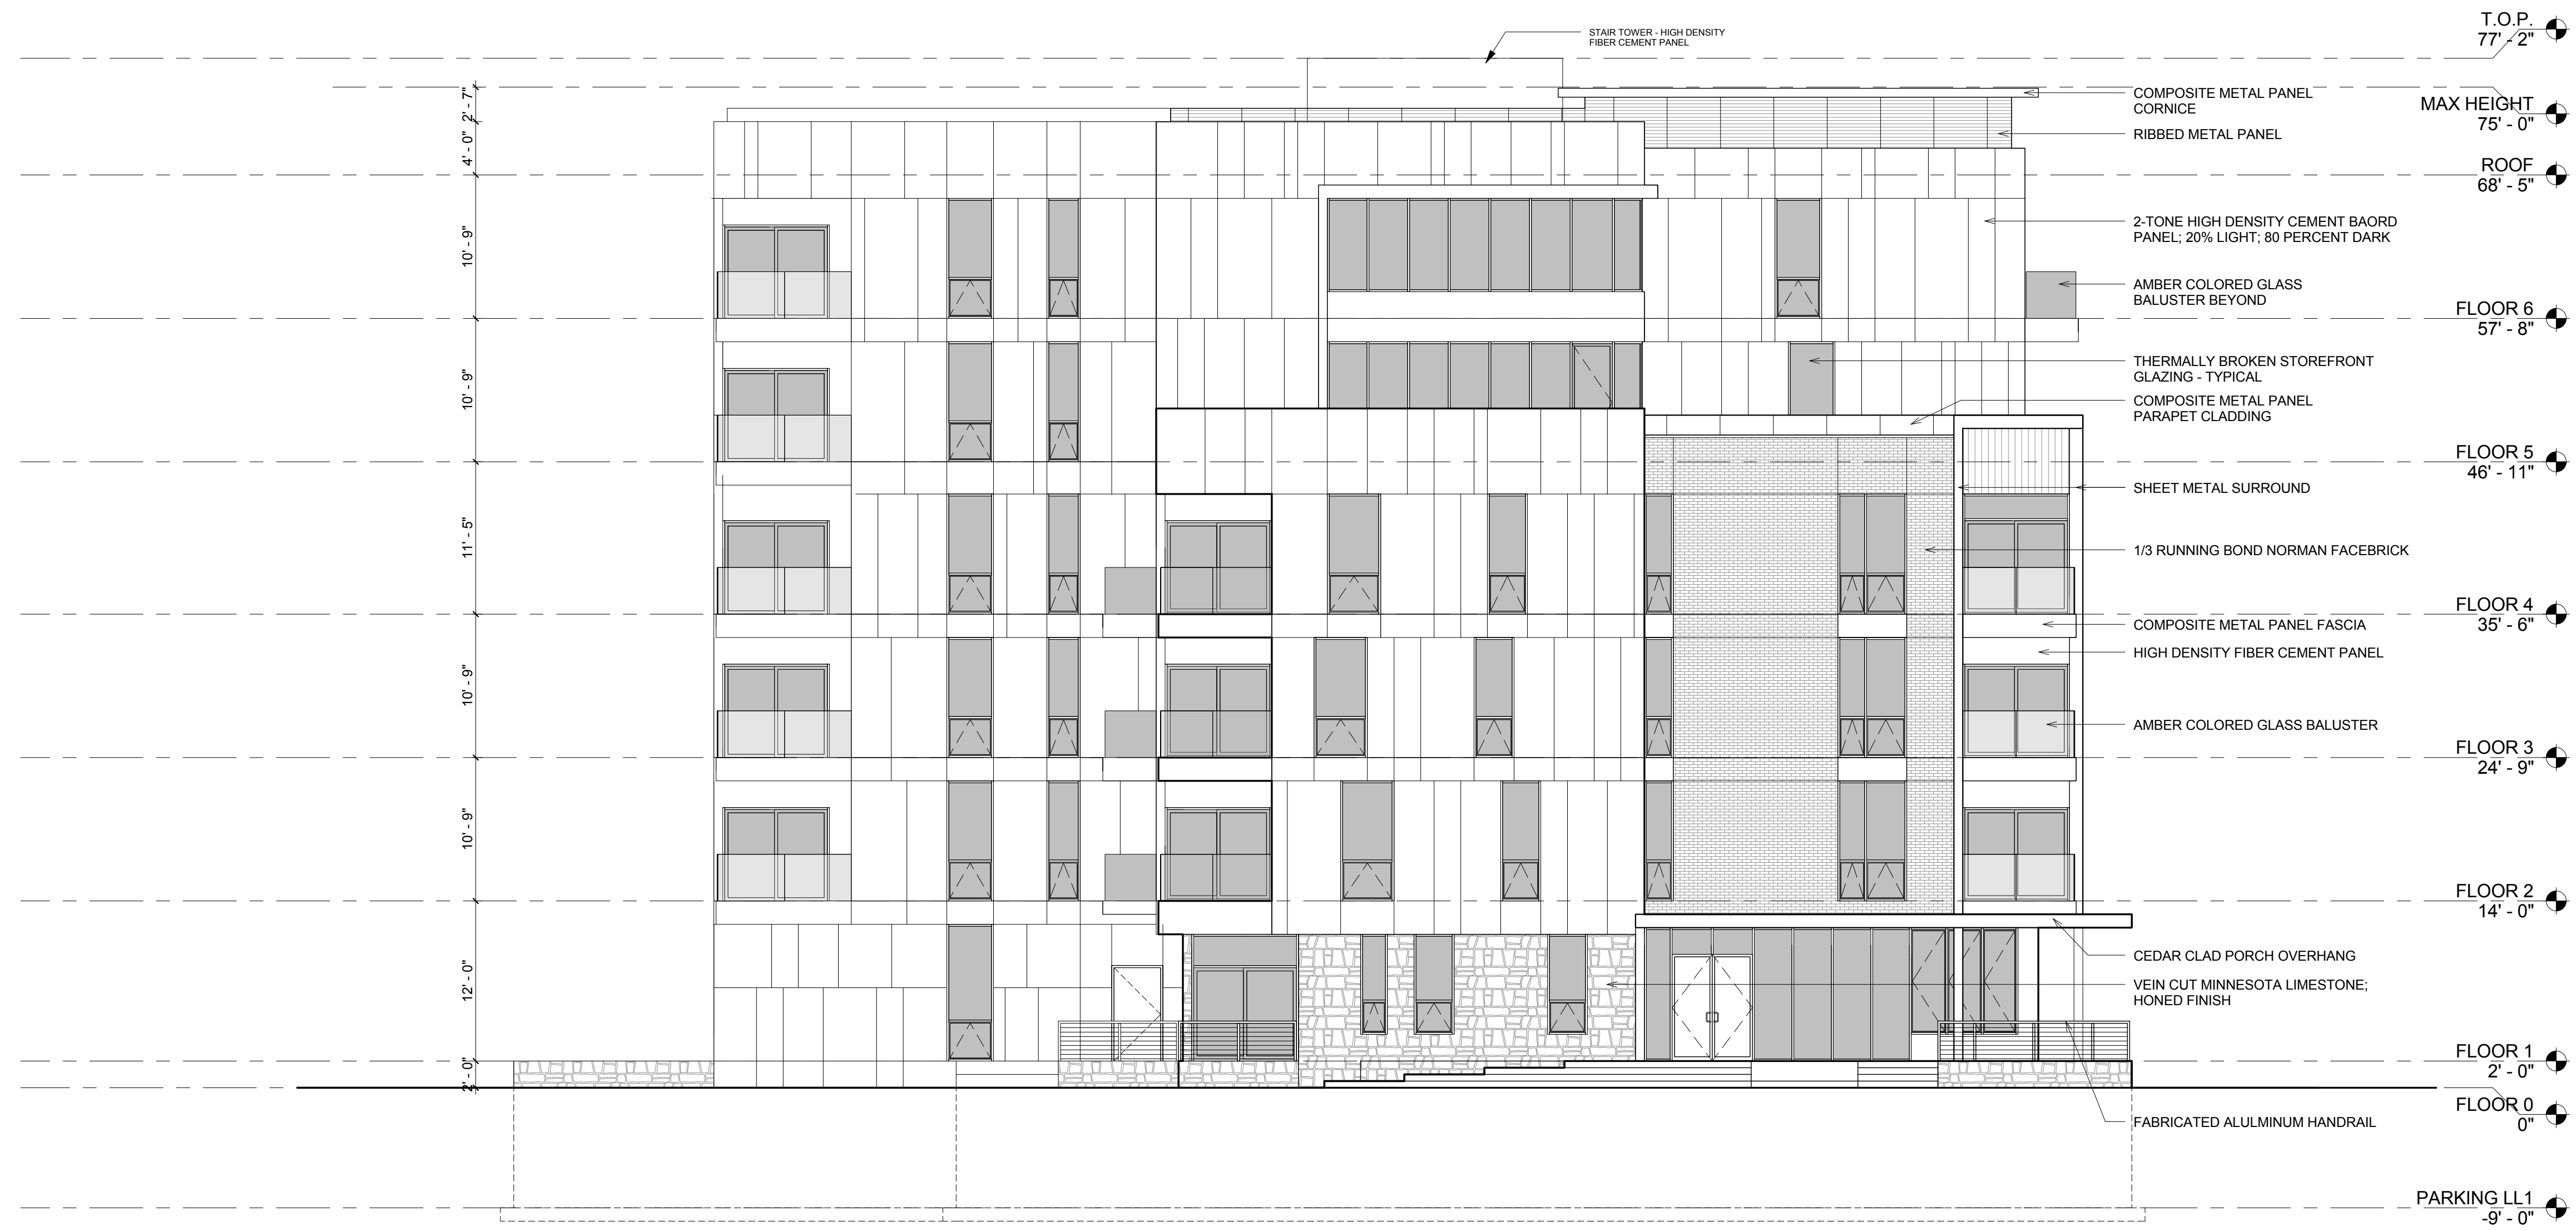 T.O.P.
77' - 2"
STAIR TOWER - HIGH DENSITY
FIBER CEMENT PANEL
COMPOSITE METAL PANEL
CORNICE
MAX HEIGHT
75' - 0"
RIBBED METAL PANEL
ROOF
68' - 5"
2-TONE HIGH DENSITY CEMENT BAORD
PANEL; 20% LIGHT; 80 PERCENT DARK
AMBER COLORED GLASS
BALUSTER BEYOND
FLOOR 6
57' - 8"
THERMALLY BROKEN STOREFRONT
GLAZING - TYPICAL
COMPOSITE METAL PANEL
PARAPET CLADDING
FLOOR 5
46' - 11"
SHEET METAL SURROUND
1/3 RUNNING BOND NORMAN FACEBRICK
FLOOR 4
35' - 6"
COMPOSITE METAL PANEL FASCIA
HIGH DENSITY FIBER CEMENT PANEL
AMBER COLORED GLASS BALUSTER
FLOOR 3
24' - 9"
FLOOR 2
14' - 0"
CEDAR CLAD PORCH OVERHANG
VEIN CUT MINNESOTA LIMESTONE;
HONED FINISH
FLOOR 1
2' - 0"
FLOOR 0
0"
FABRICATED ALULMINUM HANDRAIL
PARKING LL1
-9' - 0"
2' - 7"
4' - 0"
10' - 9"
10' - 9"
11' - 5"
10' - 9"
10' - 9"
12' - 0"
2' - 0"